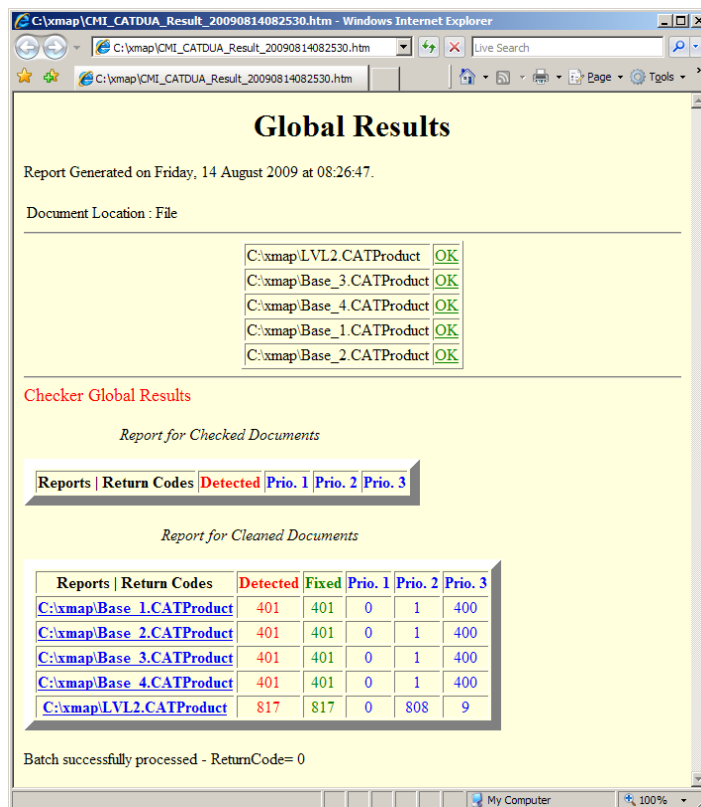 C:\xmap\CMI_CATDUA_Result_20090814082530.htm - Windows Internet Explorer
C:\xmap\CMI_CATDUA_Result_20090814082530.htm Live Search
C:\xmap\CMI_CATDUA_Result_20090814082530.htm Page Tools »
Global Results
Report Generated on Friday, 14 August 2009 at 08:26:47.
Document Location : File
C:\xmap\LVL2.CATProduct OK
C:\xmap\Base_3.CATProduct OK
C:\xmap\Base_4.CATProduct OK
C:\xmap\Base_1.CATProduct OK
C:\xmap\Base_2.CATProduct OK
Checker Global Results
Report for Checked Documents
Reports | Return Codes Detected Prio. 1 Prio. 2 Prio. 3
Report for Cleaned Documents
Reports | Return Codes Detected Fixed Prio. 1 Prio. 2 Prio. 3
C:\xmap\Base_1.CATProduct 401 401 0 1 400
C:\xmap\Base_2.CATProduct 401 401 0 1 400
C:\xmap\Base_3.CATProduct 401 401 0 1 400
C:\xmap\Base_4.CATProduct 401 401 0 1 400
C:\xmap\LVL2.CATProduct 817 817 0 808 9
Batch successfully processed - ReturnCode= 0
My Computer 100%